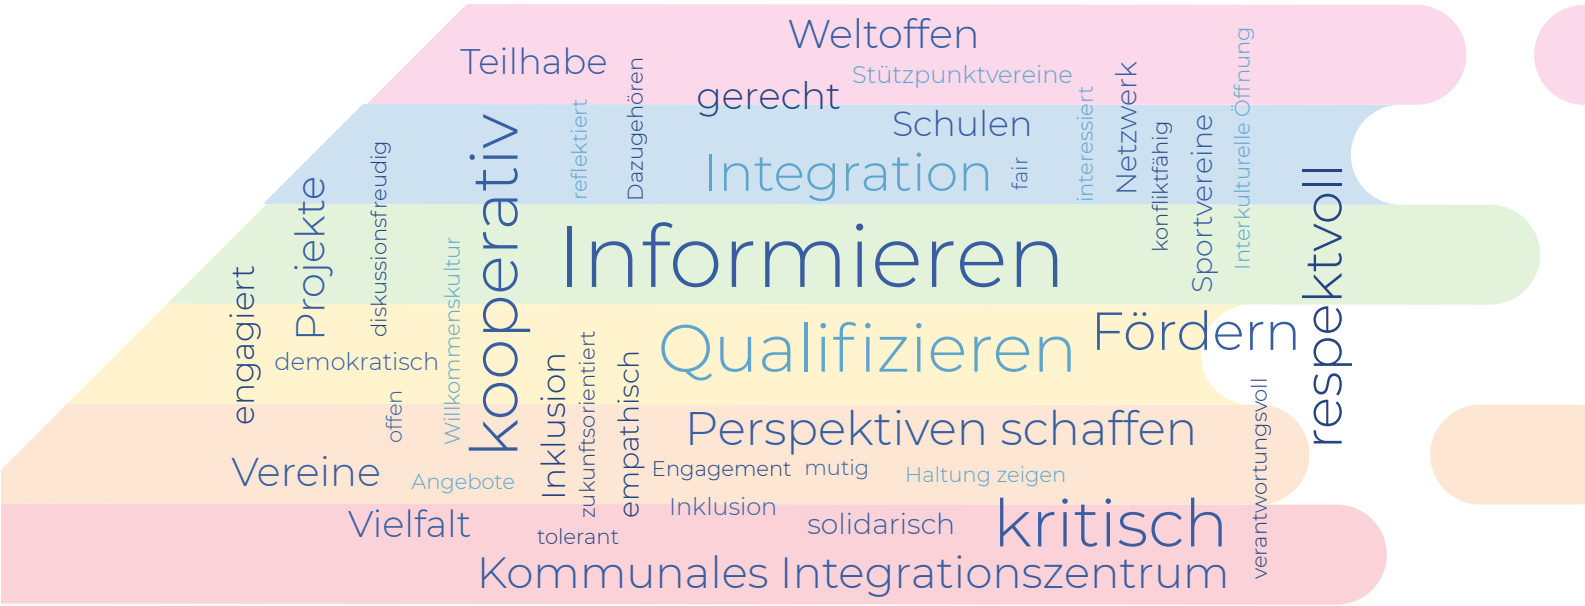 Weltoffen
Teilhabe
Stützpunktvereine
gerecht
Schulen
Integration
reflektiert
Dazugehören
fair
interessiert
Netzwerk
konfliktfähig
Sportvereine
Interkulturelle Öffnung
respektvoll
kooperativ
diskussionsfreudig
Projekte
engagiert
Willkommenskultur
Informieren
Qualifizieren
Fördern
demokratisch
offen
Inklusion
zukunftsorientiert
empathisch
Perspektiven schaffen
Vereine
Angebote
Engagement
mutig
Haltung zeigen
verantwortungsvoll
Inklusion
Vielfalt
tolerant
solidarisch
kritisch
Kommunales Integrationszentrum